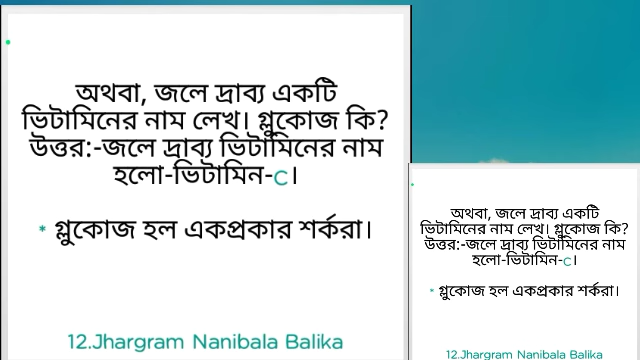 অথবা, জলে দ্রাব্য একটি
ভিটামিনের নাম লেখ। গ্লুকোজ কি?
উত্তর:-জলে দ্রাব্য ভিটামিনের নাম
হলো-ভিটামিন-c।
* গ্লুকোজ হল একপ্রকার শর্করা।
12.Jhargram Nanibala Balika
অথবা, জলে দ্রাব্য একটি
ভিটামিনের নাম লেখ। গ্লুকোজ কি?
উত্তর:-জলে দ্রাব্য ভিটামিনের নাম
হলো-ভিটামিন-c।
* গ্লুকোজ হল একপ্রকার শর্করা।
12.Jhargram Nanibala Balika